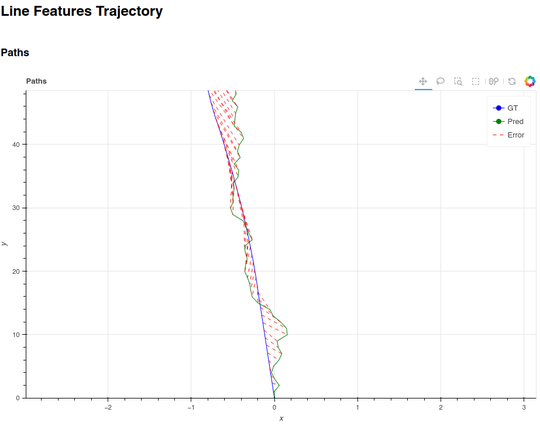 Line Features Trajectory
Paths
Paths
GT
Pred
Error
40
30
20
10
0
y
−2
−1
0
1
2
3
x